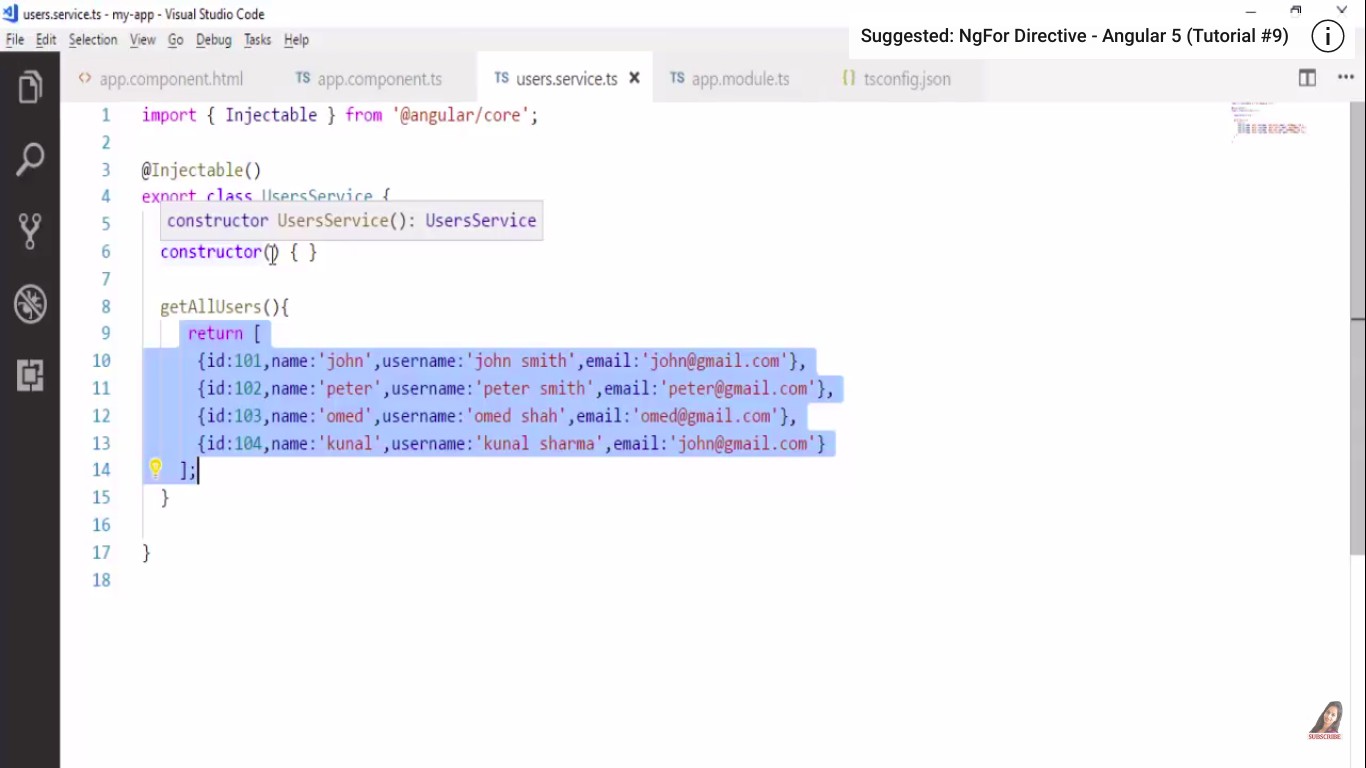 users.service.ts - my-app - Visual Studio Code
File Edit Selection View Go Debug Tasks Help
Suggested: NgFor Directive - Angular 5 (Tutorial #9)
<> app.component.html TS app.component.ts TS users.service.ts TS app.module.ts {} tsconfig.json
1 import { Injectable } from '@angular/core';
2
3 @Injectable()
4 export class UsersService {
5
constructor UsersService(): UsersService
6 constructor() { }
7
8 getAllUsers(){
9 return [
10 {id:101,name:'john',username:'john smith',email:'john@gmail.com'},
11 {id:102,name:'peter',username:'peter smith',email:'peter@gmail.com'},
12 {id:103,name:'omed',username:'omed shah',email:'omed@gmail.com'},
13 {id:104,name:'kunal',username:'kunal sharma',email:'john@gmail.com'}
14 ];
15 }
16
17 }
18
SUBSCRIBE